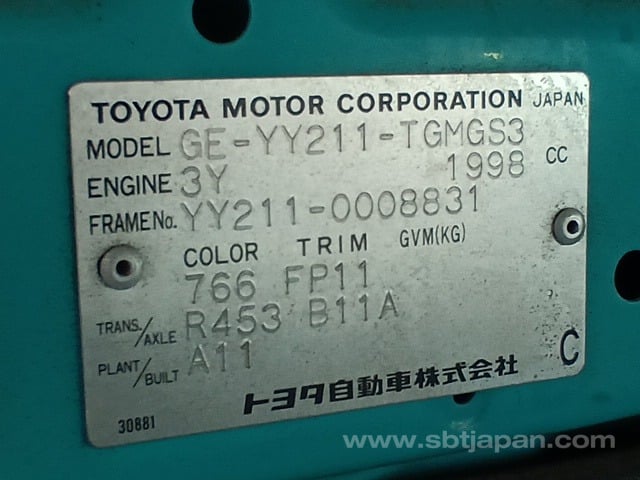 TOYOTA MOTOR CORPORATION JAPAN
MODEL GE-YY211-TGMGS3
ENGINE 3Y 1998 CC
FRAME No. YY211-0008831
COLOR TRIM GVM(KG)
766 FP11
TRANS./AXLE R453 B11A
PLANT/BUILT A11
C
トヨタ自動車株式会社
30881
www.sbtjapan.com